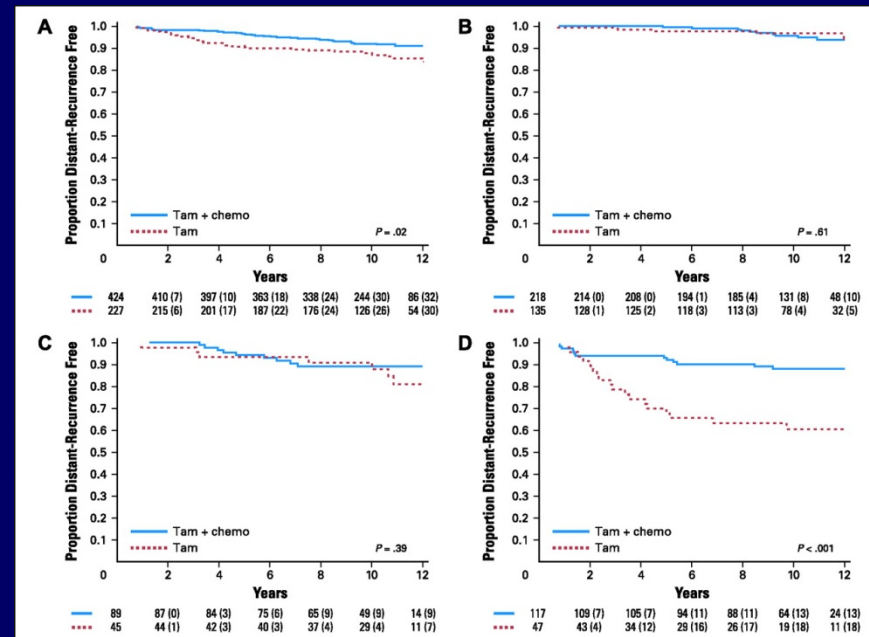 A
Proportion Distant-Recurrence Free
1.0
0.9
0.8
0.7
0.6
0.5
0.4
0.3
0.2
0.1
Tam + chemo
Tam
P = .02
0 2 4 6 8 10 12
Years
424 410 (7) 397 (10) 363 (18) 338 (24) 244 (30) 86 (32)
227 215 (6) 201 (17) 187 (22) 176 (24) 126 (26) 54 (30)
B
Proportion Distant-Recurrence Free
1.0
0.9
0.8
0.7
0.6
0.5
0.4
0.3
0.2
0.1
Tam + chemo
Tam
P = .61
0 2 4 6 8 10 12
Years
218 214 (0) 208 (0) 194 (1) 185 (4) 131 (8) 48 (10)
135 128 (1) 125 (2) 118 (3) 113 (3) 78 (4) 32 (5)
C
Proportion Distant-Recurrence Free
1.0
0.9
0.8
0.7
0.6
0.5
0.4
0.3
0.2
0.1
Tam + chemo
Tam
P = .39
0 2 4 6 8 10 12
Years
89 87 (0) 84 (3) 75 (6) 65 (9) 49 (9) 14 (9)
45 44 (1) 42 (3) 40 (3) 37 (4) 29 (4) 11 (7)
D
Proportion Distant-Recurrence Free
1.0
0.9
0.8
0.7
0.6
0.5
0.4
0.3
0.2
0.1
Tam + chemo
Tam
P < .001
0 2 4 6 8 10 12
Years
117 109 (7) 105 (7) 94 (11) 88 (11) 64 (13) 24 (13)
47 43 (4) 34 (12) 29 (16) 26 (17) 19 (18) 11 (18)